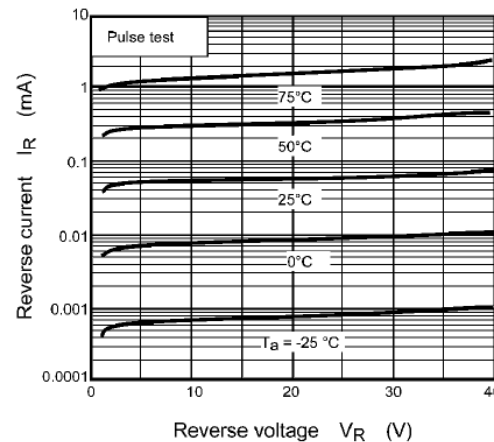 Pulse test
10
1
0.1
0.01
0.001
0.0001
Reverse current IR (mA)
75°C
50°C
25°C
0°C
Ta = -25 °C
0 10 20 30 40
Reverse voltage VR (V)